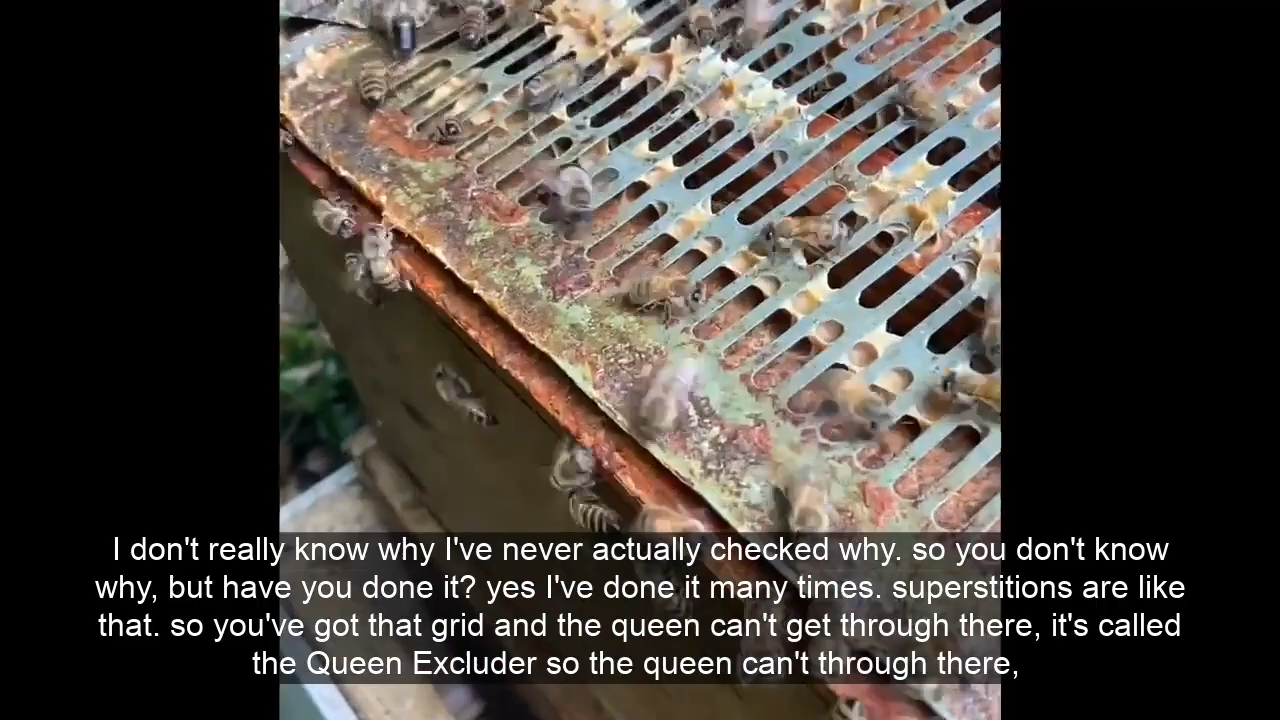 I don't really know why I've never actually checked why. so you don't know
why, but have you done it? yes I've done it many times. superstitions are like
that. so you've got that grid and the queen can't get through there, it's called
the Queen Excluder so the queen can't through there,